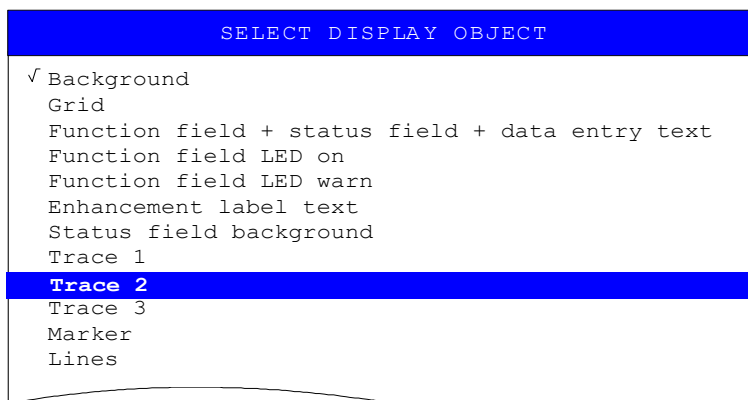 SELECT DISPLAY OBJECT
√ Background
Grid
Function field + status field + data entry text
Function field LED on
Function field LED warn
Enhancement label text
Status field background
Trace 1
Trace 2
Trace 3
Marker
Lines